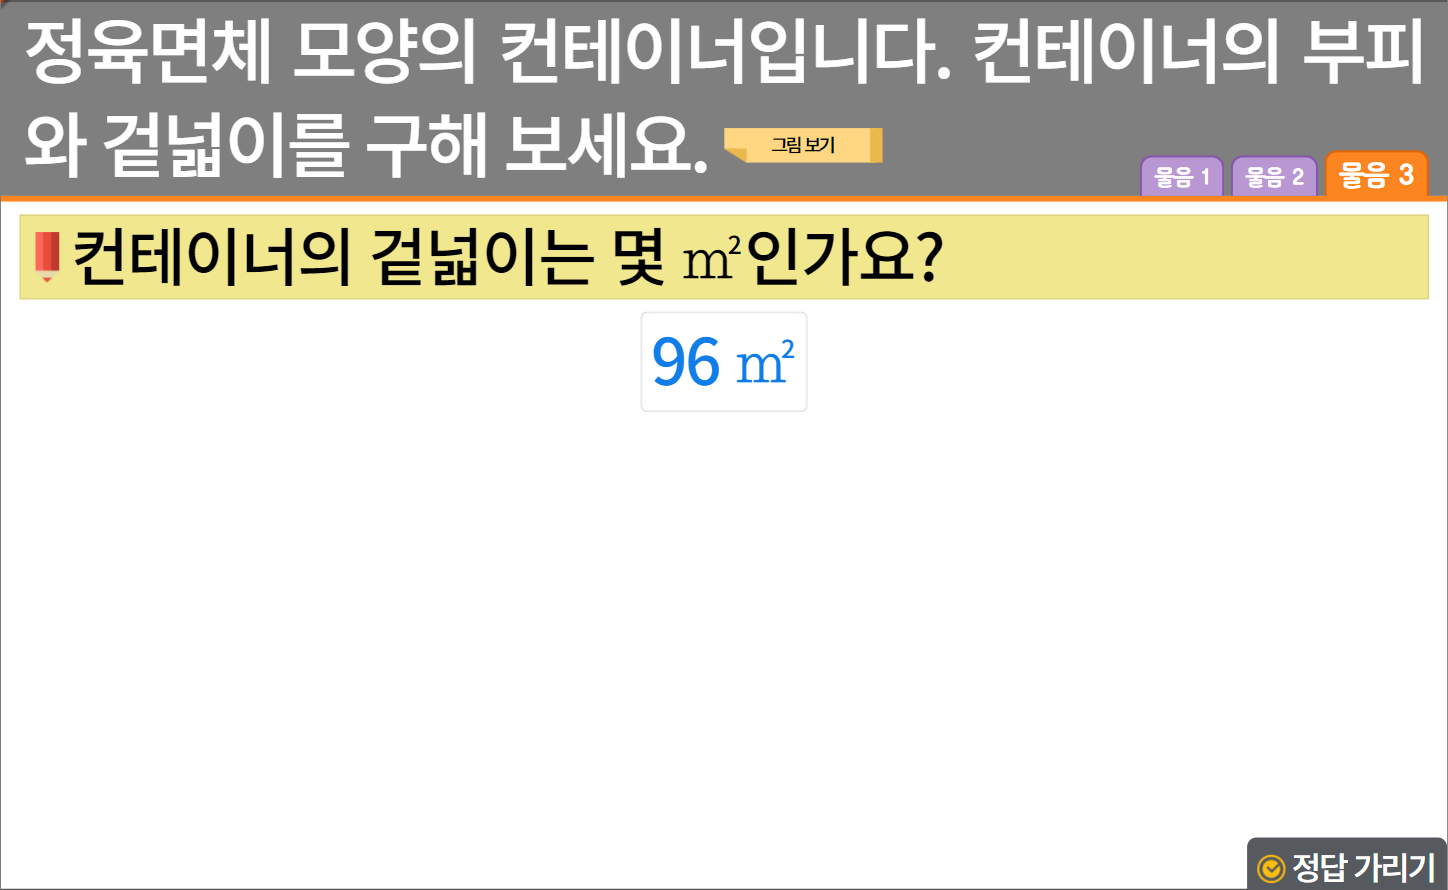 정육면체 모양의 컨테이너입니다. 컨테이너의 부피
와 겉넓이를 구해 보세요. 그림 보기
물음 1 물음 2 물음 3
컨테이너의 겉넓이는 몇 m²인가요?
96 m²
정답 가리기